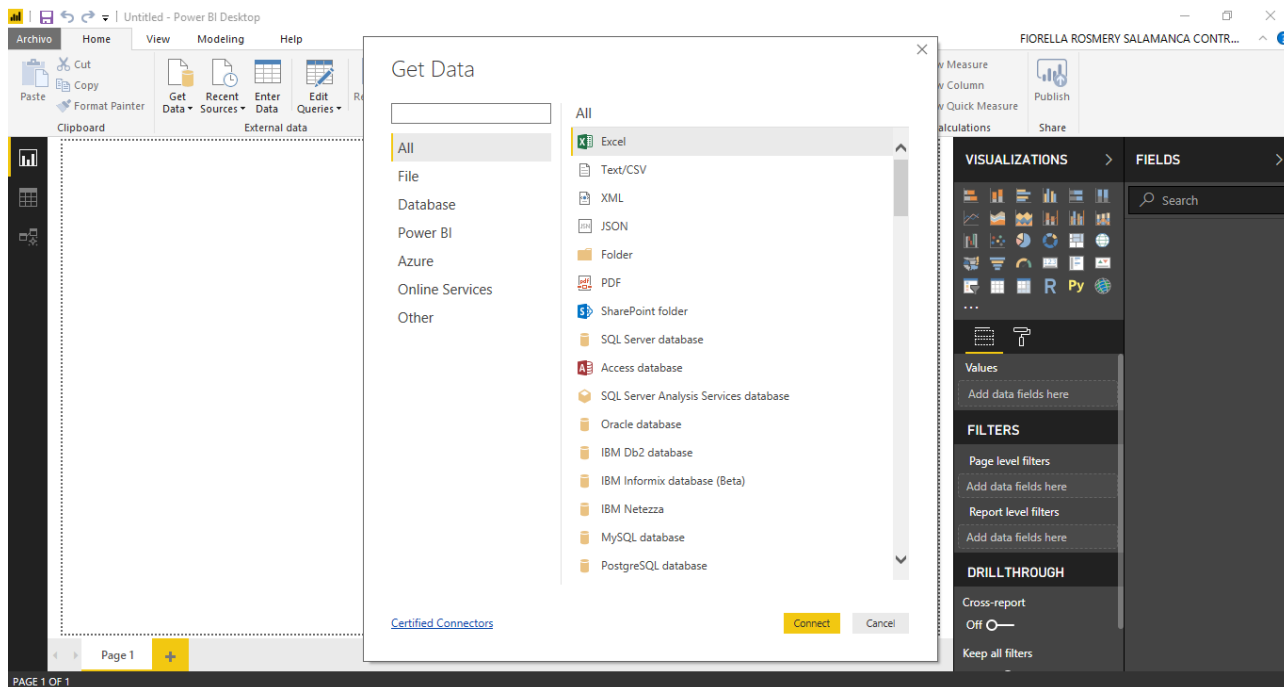 Untitled - Power BI Desktop
Archivo Home View Modeling Help FIORELLA ROSMERY SALAMANCA CONTR...
Cut
Copy
Format Painter
Paste
Clipboard
Get Data
Recent Sources
Enter Data
Edit Queries
External data
Measure
Column
Quick Measure
Publish
Share
Get Data
All
File
Database
Power BI
Azure
Online Services
Other
All
Excel
Text/CSV
XML
JSON
Folder
PDF
SharePoint folder
SQL Server database
Access database
SQL Server Analysis Services database
Oracle database
IBM Db2 database
IBM Informix database (Beta)
IBM Netezza
MySQL database
PostgreSQL database
Certified Connectors
Connect Cancel
VISUALIZATIONS
R Py
...
Values
Add data fields here
FILTERS
Page level filters
Add data fields here
Report level filters
Add data fields here
DRILLTHROUGH
Cross-report
Off
Keep all filters
FIELDS
Search
Page 1
PAGE 1 OF 1